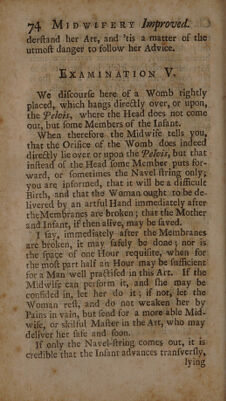 74 MIDWIFERY Improved.
derſtand her Art, and 'tis a matter of the
utmoſt danger to follow her Advice.
EXAMINATION V.
We diſcourſe here of a Womb rightly
placed, which hangs directly over, or upon,
the Pelvis, where the Head does not come
out, but ſome Members of the Infant.
When therefore the Midwife tells you,
that the Orifice of the Womb does indeed
directly lie over or upon the Pelvis, but that
inſtead of the Head ſome Member puts for-
ward, or ſometimes the Navel ſtring only;
you are informed, that it will be a difficult
Birth, and that the Woman ought to be de-
livered by an artful Hand immediately after
the Membranes are broken; that the Mother
and Infant, if then alive, may be ſaved.
I ſay, immediately after the Membranes
are broken, it may ſafely be done; nor is
the ſpace of one Hour requiſite, when for
the moſt part half an Hour may be ſufficient
for a Man well practiſed in this Art. If the
Midwife can perform it, and ſhe may be
confided in, let her do it; if not, let the
Woman reſt, and do not weaken her by
Pains in vain, but ſend for a more able Mid-
wife, or skilful Maſter in the Art, who may
deliver her ſafe and ſoon.
If only the Navel-ſtring comes out, it is
credible that the Infant advances tranſverſly,
lying